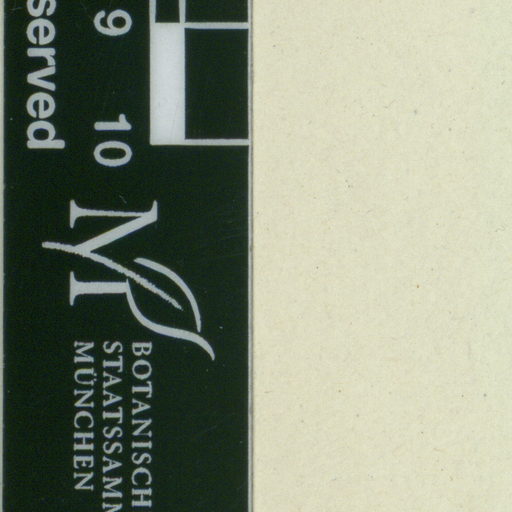 served
9 10
M
BOTANISCH
STAATSSAMM
MÜNCHEN